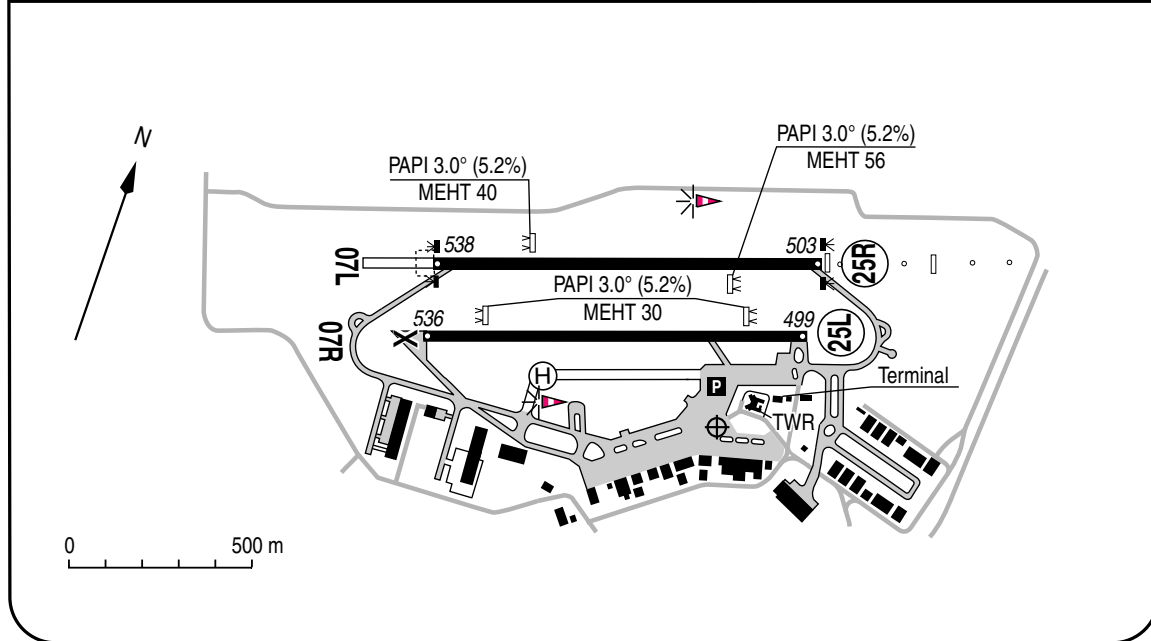 N
PAPI 3.0° (5.2%)
MEHT 40
PAPI 3.0° (5.2%)
MEHT 56
07L
538
503
25R
PAPI 3.0° (5.2%)
MEHT 30
07R
X
536
499
25L
H
P
Terminal
TWR
0
500 m